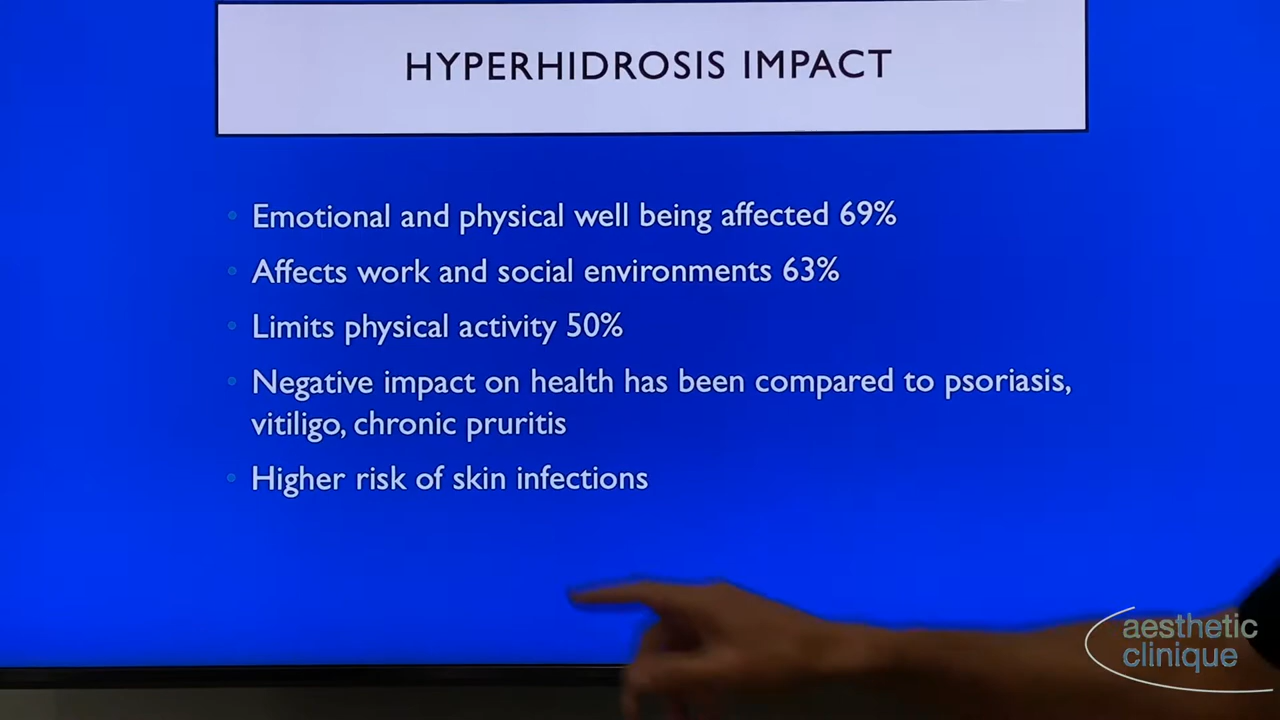 HYPERHIDROSIS IMPACT
Emotional and physical well being affected 69%
Affects work and social environments 63%
Limits physical activity 50%
Negative impact on health has been compared to psoriasis,
vitiligo, chronic pruritis
Higher risk of skin infections
aesthetic
clinique